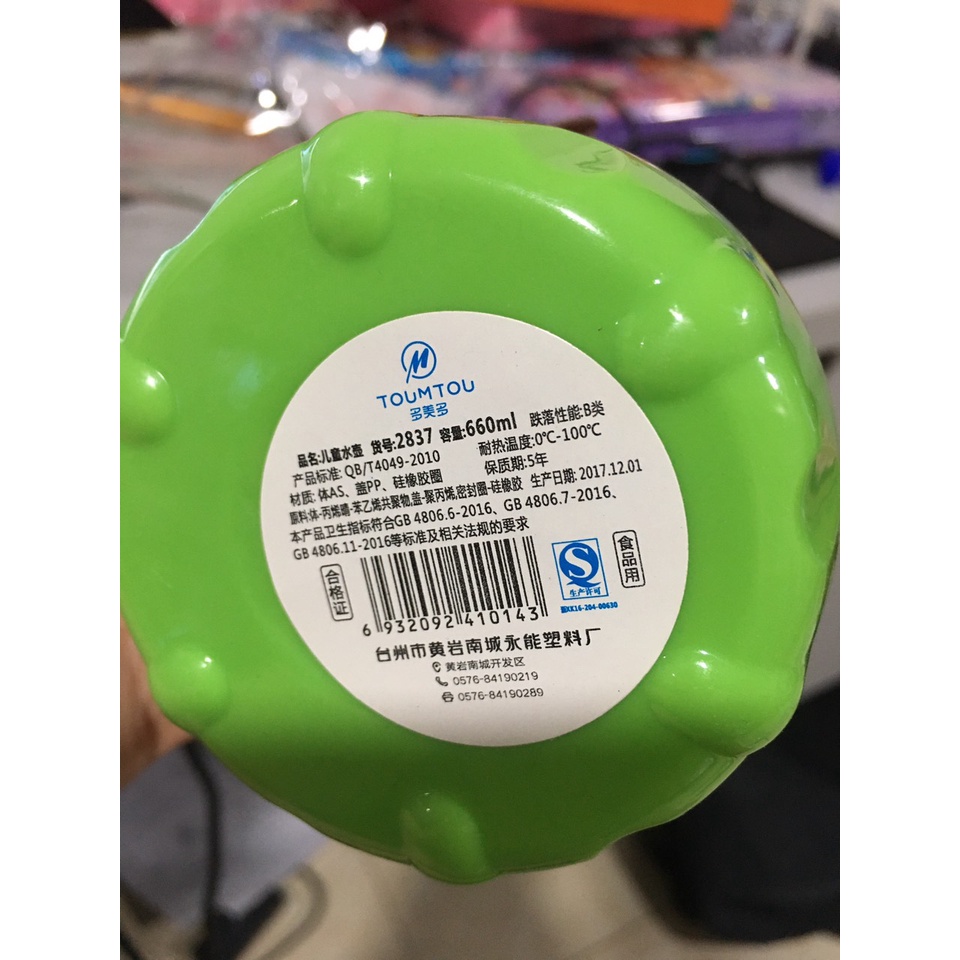 TOUMTOU
多美多
品名:儿童水壶 货号:2837 容量:660ml 跌落性能:B类
产品标准: QB/T4049-2010 耐热温度:0℃-100℃
材质: 体AS、盖PP、硅橡胶圈 保质期:5年
原料:体-丙烯腈-苯乙烯共聚物,盖-聚丙烯,密封圈-硅橡胶 生产日期: 2017.12.01
本产品卫生指标符合GB 4806.6-2016、GB 4806.7-2016、
GB 4806.11-2016等标准及相关法规的要求
合格证
生产许可
食品用
XK16-204-00630
6 932092 410143
台州市黄岩南城永能塑料厂
黄岩南城开发区
0576-84190219
0576-84190289